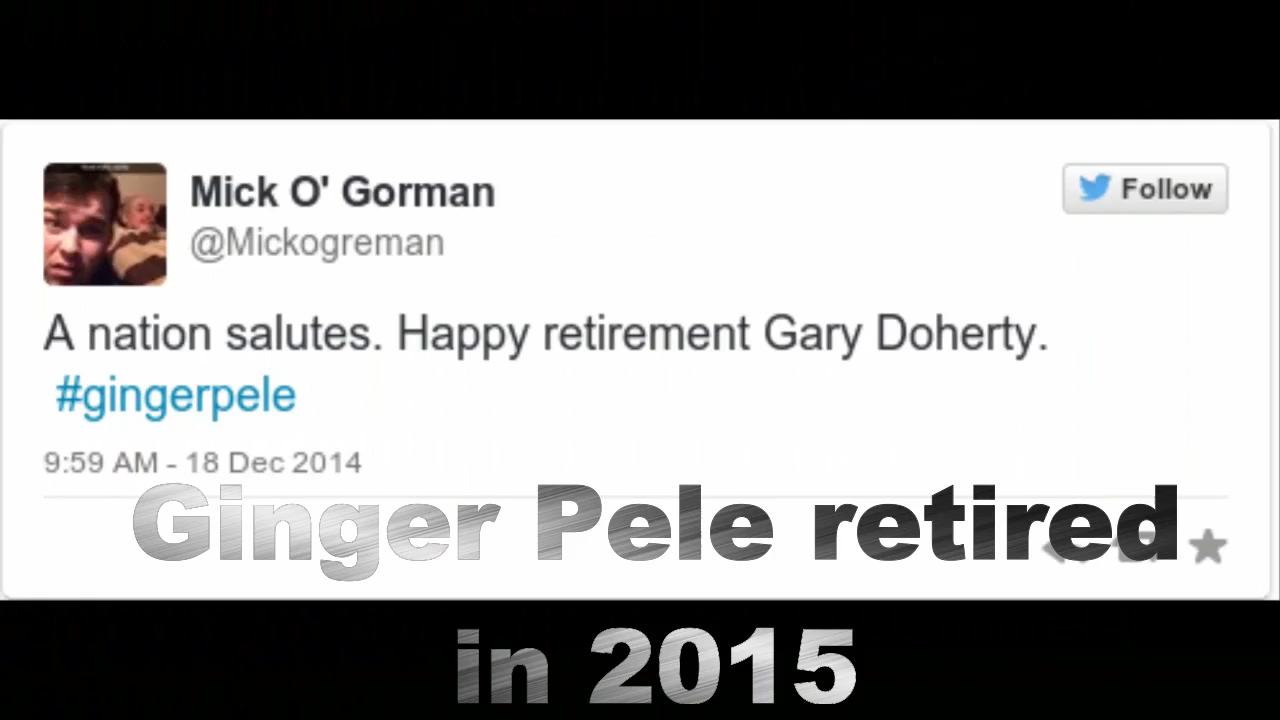 Mick O' Gorman
Follow
@Mickogreman
A nation salutes. Happy retirement Gary Doherty.
#gingerpele
9:59 AM - 18 Dec 2014
Ginger Pele retired
in 2015